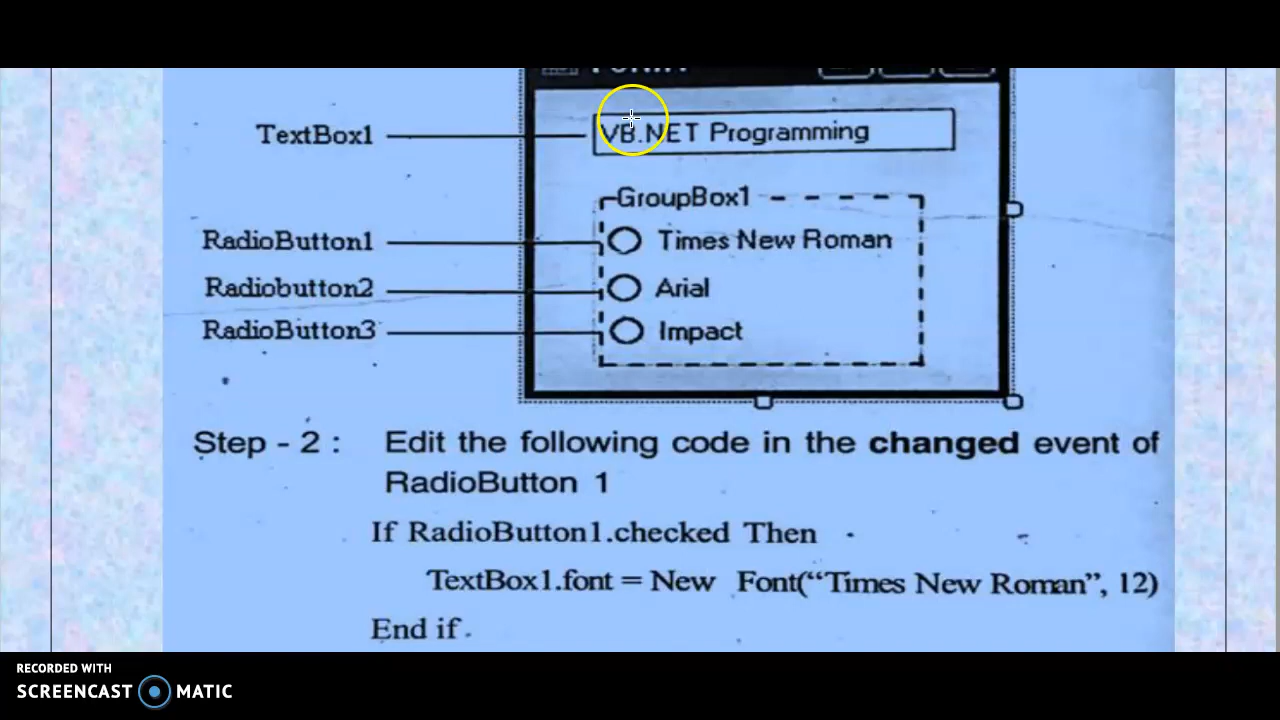 TextBox1
VB.NET Programming
GroupBox1
RadioButton1
Times New Roman
Radiobutton2
Arial
RadioButton3
Impact
Step - 2 : Edit the following code in the changed event of
RadioButton 1
If RadioButton1.checked Then
TextBox1.font = New Font(“Times New Roman”, 12)
End if
RECORDED WITH
SCREENCAST MATIC